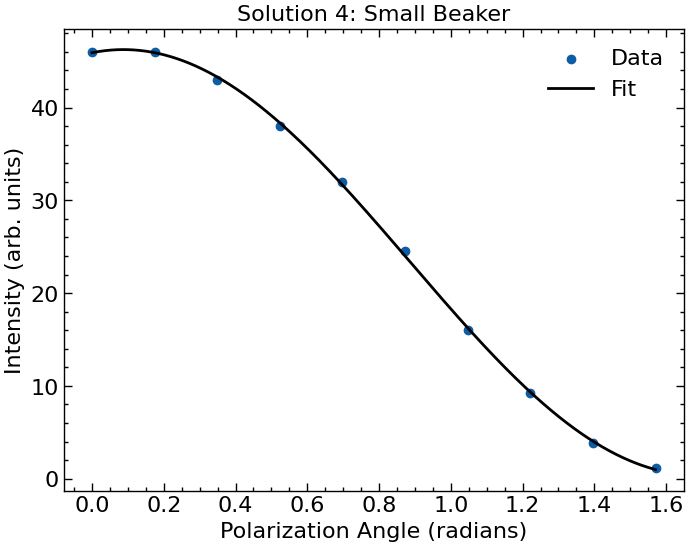 Solution 4: Small Beaker
Data
Fit
Intensity (arb. units)
40
30
20
10
0
0.0 0.2 0.4 0.6 0.8 1.0 1.2 1.4 1.6
Polarization Angle (radians)